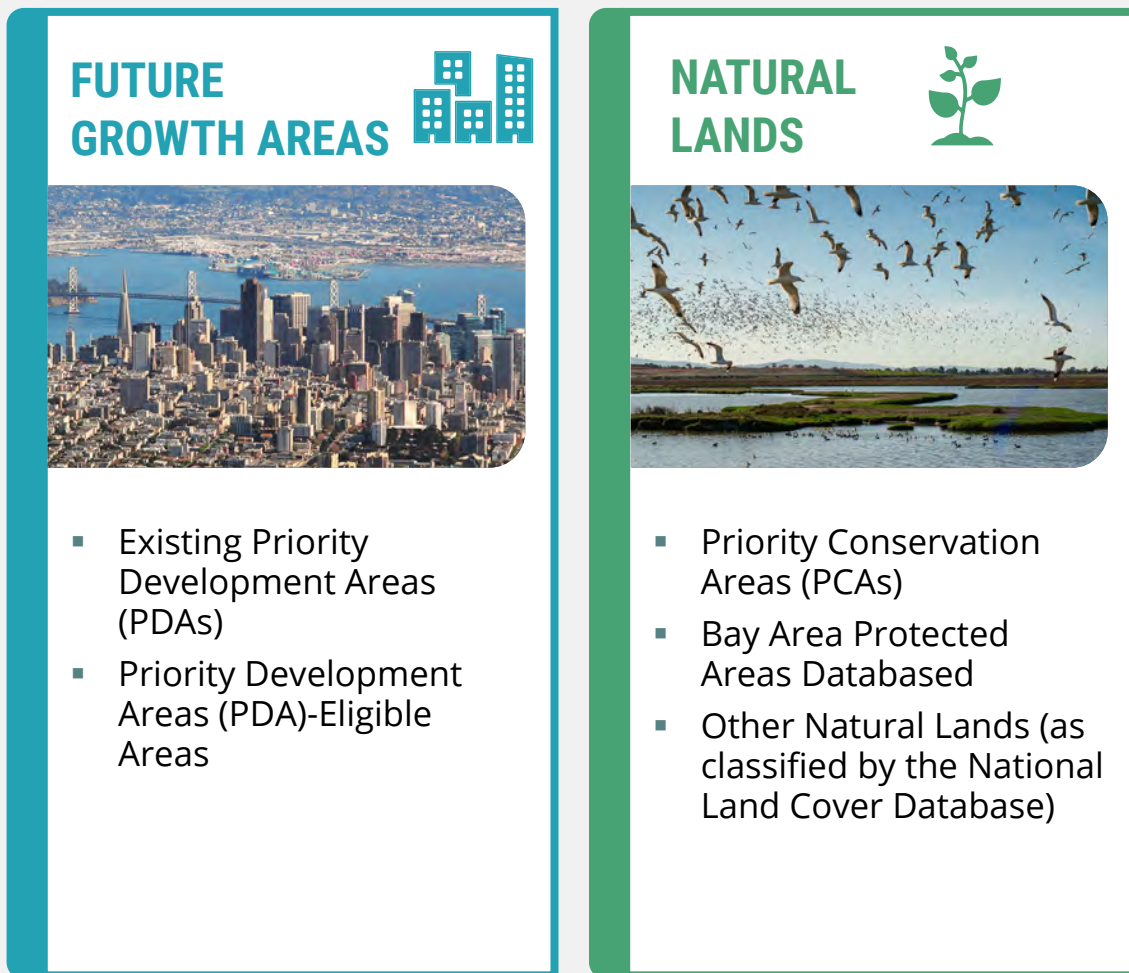 FUTURE
GROWTH AREAS
▪ Existing Priority
Development Areas
(PDAs)
▪ Priority Development
Areas (PDA)-Eligible
Areas
NATURAL
LANDS
▪ Priority Conservation
Areas (PCAs)
▪ Bay Area Protected
Areas Databased
▪ Other Natural Lands (as
classified by the National
Land Cover Database)